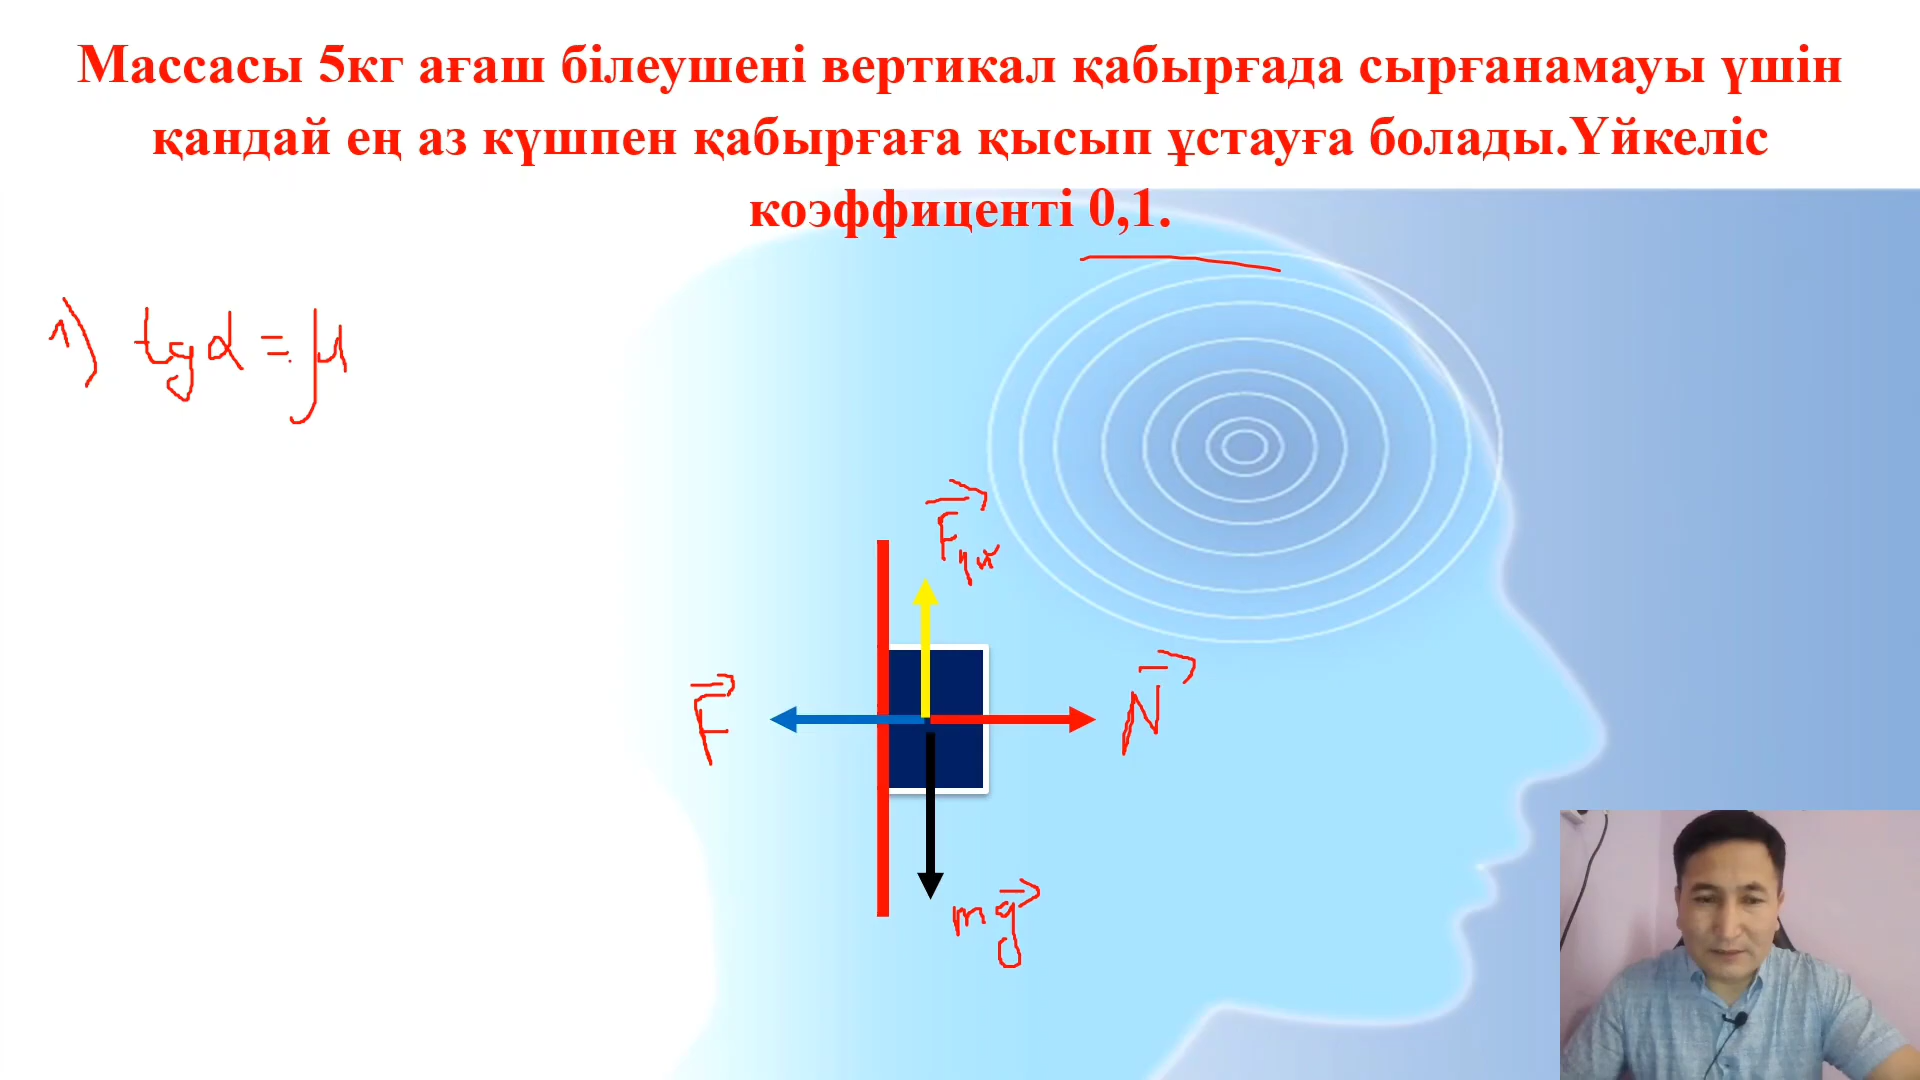 Массасы 5кг ағаш білеушені вертикал қабырғада сырғанамауы үшін
қандай ең аз күшпен қабырғаға қысып ұстауға болады.Үйкеліс
коэффиценті 0,1.
1) tgα = μ
F
N
mg